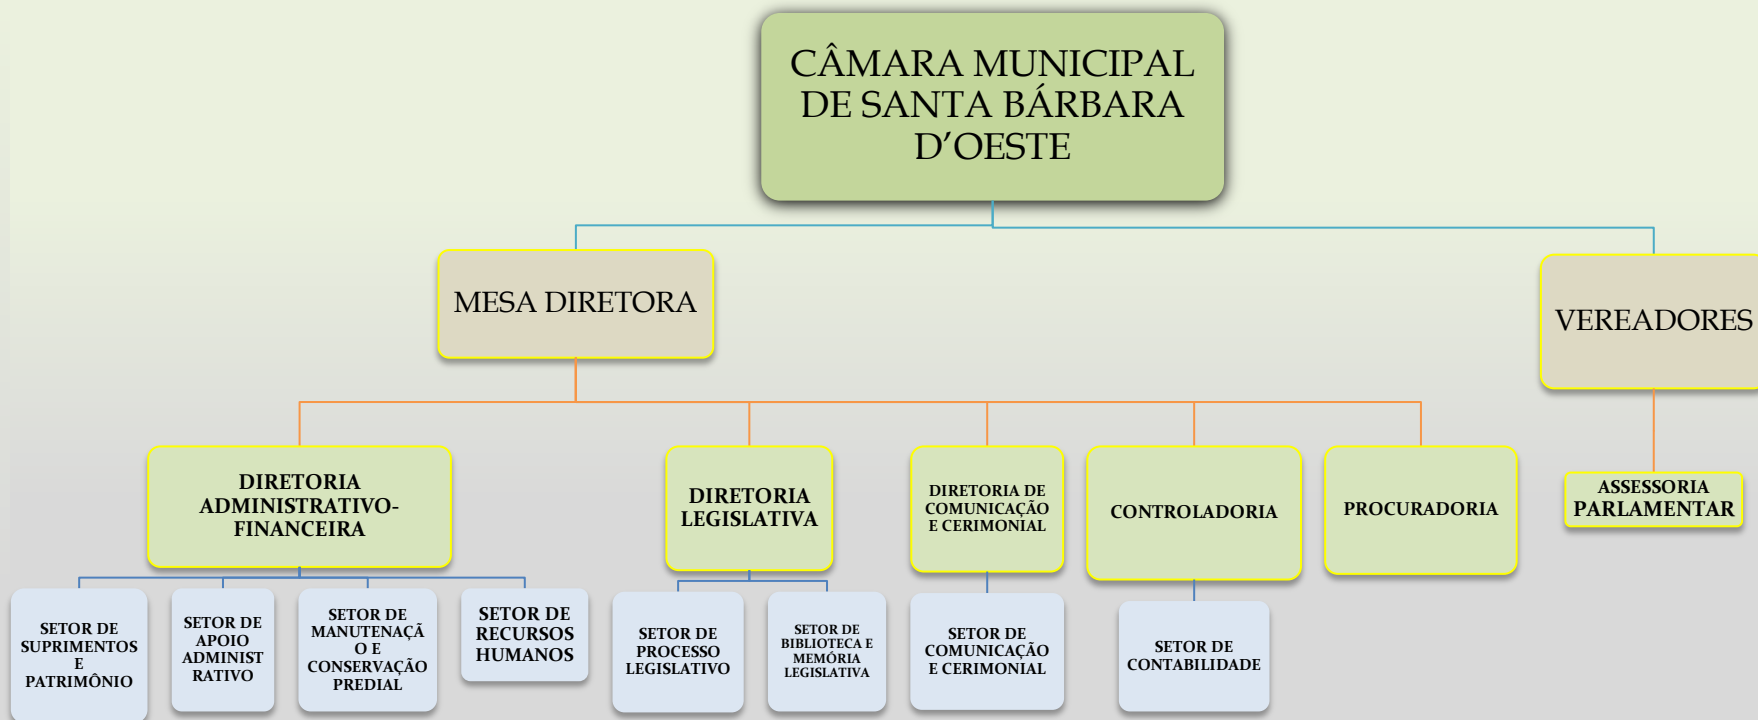 CÂMARA MUNICIPAL
DE SANTA BÁRBARA
D’OESTE
MESA DIRETORA
VEREADORES
DIRETORIA
ADMINISTRATIVO-
FINANCEIRA
DIRETORIA
LEGISLATIVA
DIRETORIA DE
COMUNICAÇÃO
E CERIMONIAL
CONTROLADORIA
PROCURADORIA
ASSESSORIA
PARLAMENTAR
SETOR DE
SUPRIMENTOS
E
PATRIMÔNIO
SETOR DE
APOIO
ADMINIST
RATIVO
SETOR DE
MANUTENAÇÃ
O E
CONSERVAÇÃO
PREDIAL
SETOR DE
RECURSOS
HUMANOS
SETOR DE
PROCESSO
LEGISLATIVO
SETOR DE
BIBLIOTECA E
MEMÓRIA
LEGISLATIVA
SETOR DE
COMUNICAÇÃO
E CERIMONIAL
SETOR DE
CONTABILIDADE